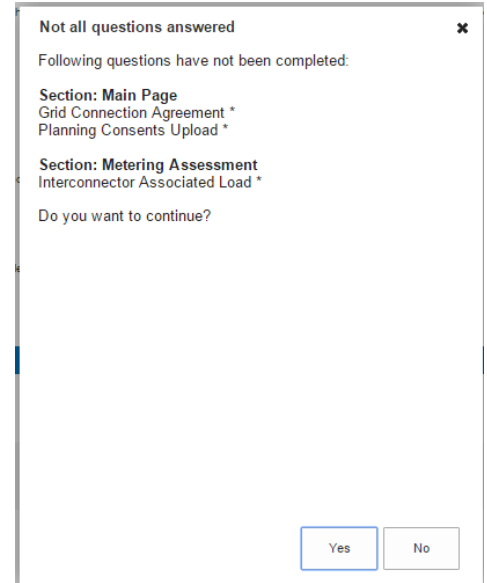 Not all questions answered
Following questions have not been completed:
Section: Main Page
Grid Connection Agreement *
Planning Consents Upload *
Section: Metering Assessment
Interconnector Associated Load *
Do you want to continue?
Yes
No